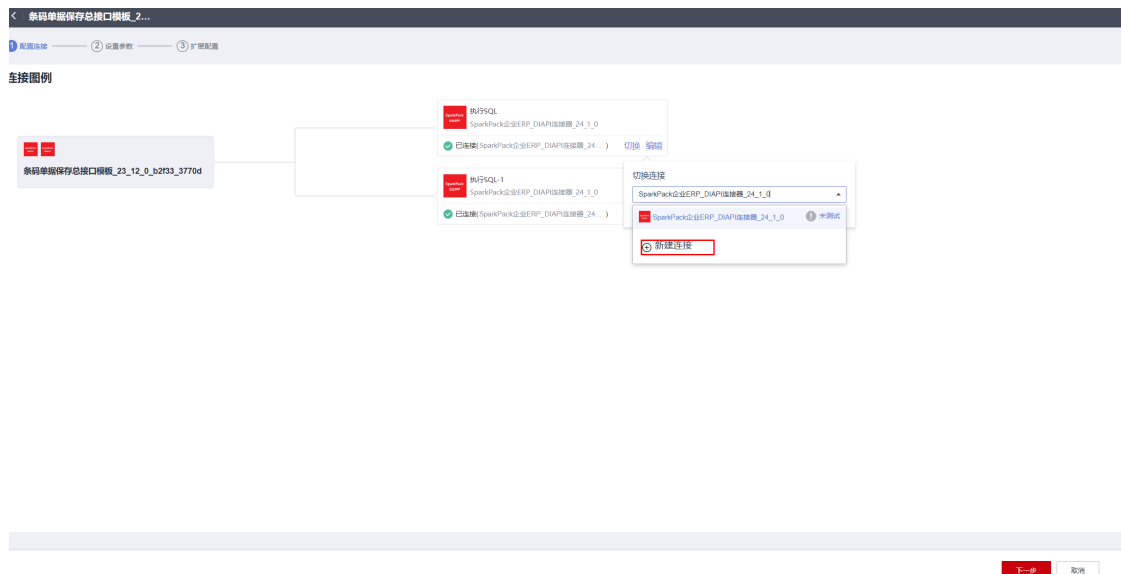 条码单据保存总接口模板_2...
1 配置连接 2 设置参数 3 扩展配置
连接图例
执行SQL
SparkPack企业ERP_DIAPI连接器_24_1_0
已连接(SparkPack企业ERP_DIAPI连接器_24... ) 切换 编辑
条码单据保存总接口模板_23_12_0_b2f33_3770d
执行SQL-1
SparkPack企业ERP_DIAPI连接器_24_1_0
已连接(SparkPack企业ERP_DIAPI连接器_24... )
切换连接
SparkPack企业ERP_DIAPI连接器_24_1_0
SparkPack企业ERP_DIAPI连接器_24_1_0 未测试
新建连接
下一步 取消